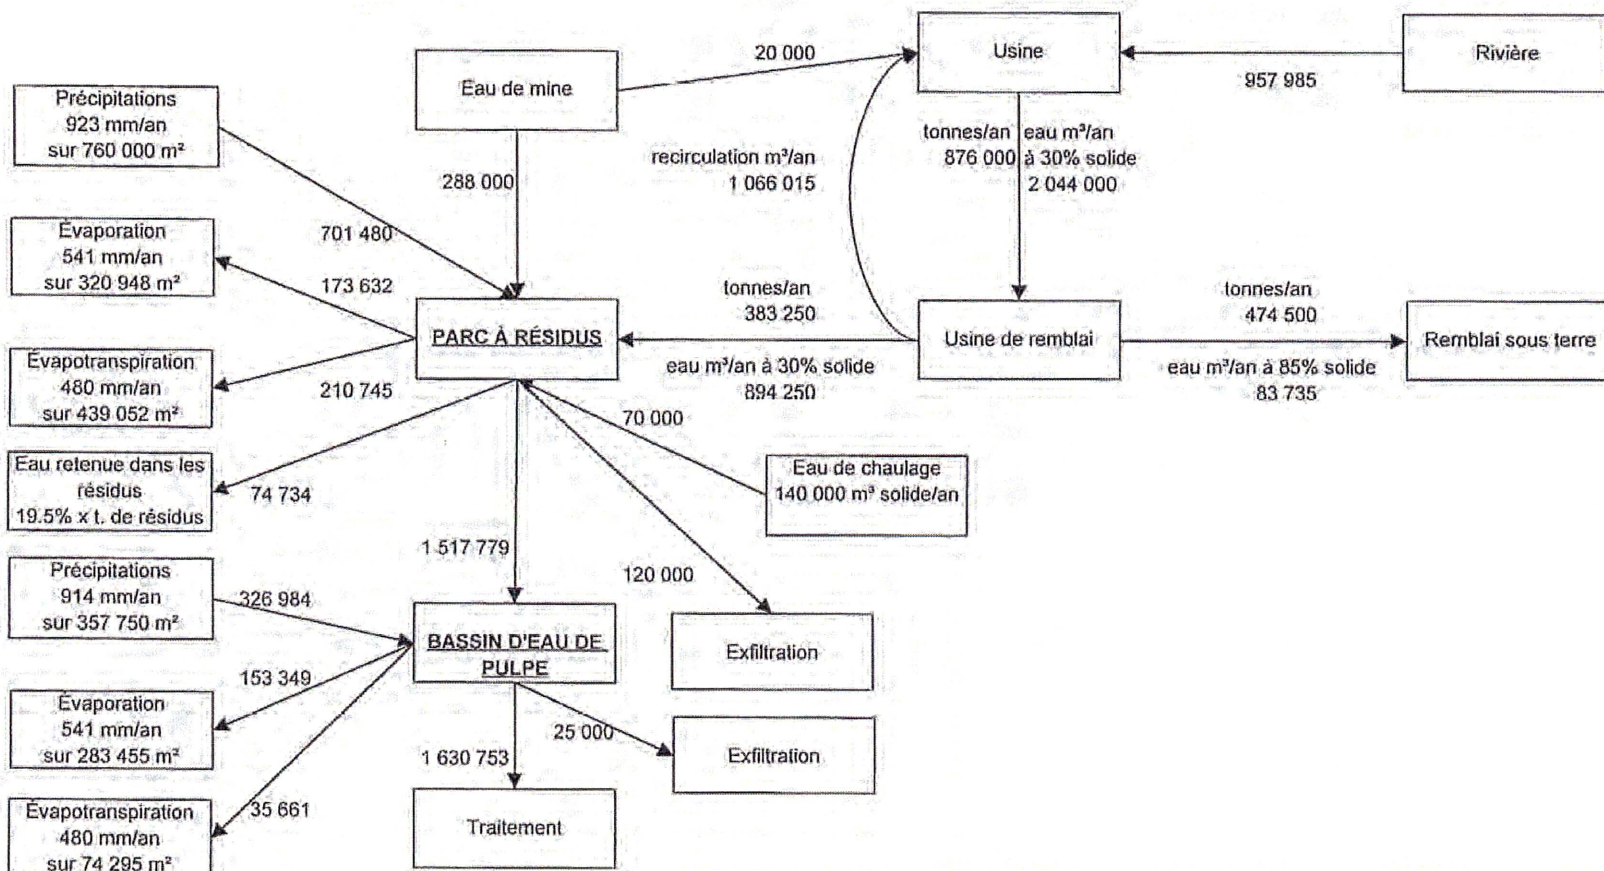 Usine
20 000
Rivière
Eau de mine
957 985
Précipitations
923 mm/an
sur 760 000 m²
tonnes/an eau m³/an
876 000 à 30% solide
2 044 000
recirculation m³/an
1 066 015
288 000
Évaporation
541 mm/an
sur 320 948 m²
701 480
173 632
tonnes/an
383 250
tonnes/an
474 500
PARC À RÉSIDUS
Usine de remblai
Remblai sous terre
Évapotranspiration
480 mm/an
sur 439 052 m²
210 745
eau m³/an à 30% solide
894 250
eau m³/an à 85% solide
83 735
70 000
Eau retenue dans les
résidus
19.5% x t. de résidus
74 734
Eau de chaulage
140 000 m³ solide/an
1 517 779
120 000
Précipitations
914 mm/an
sur 357 750 m²
326 984
BASSIN D'EAU DE
PULPE
Exfiltration
153 349
Évaporation
541 mm/an
sur 283 455 m²
25 000
Exfiltration
1 630 753
35 661
Évapotranspiration
480 mm/an
sur 74 295 m²
Traitement